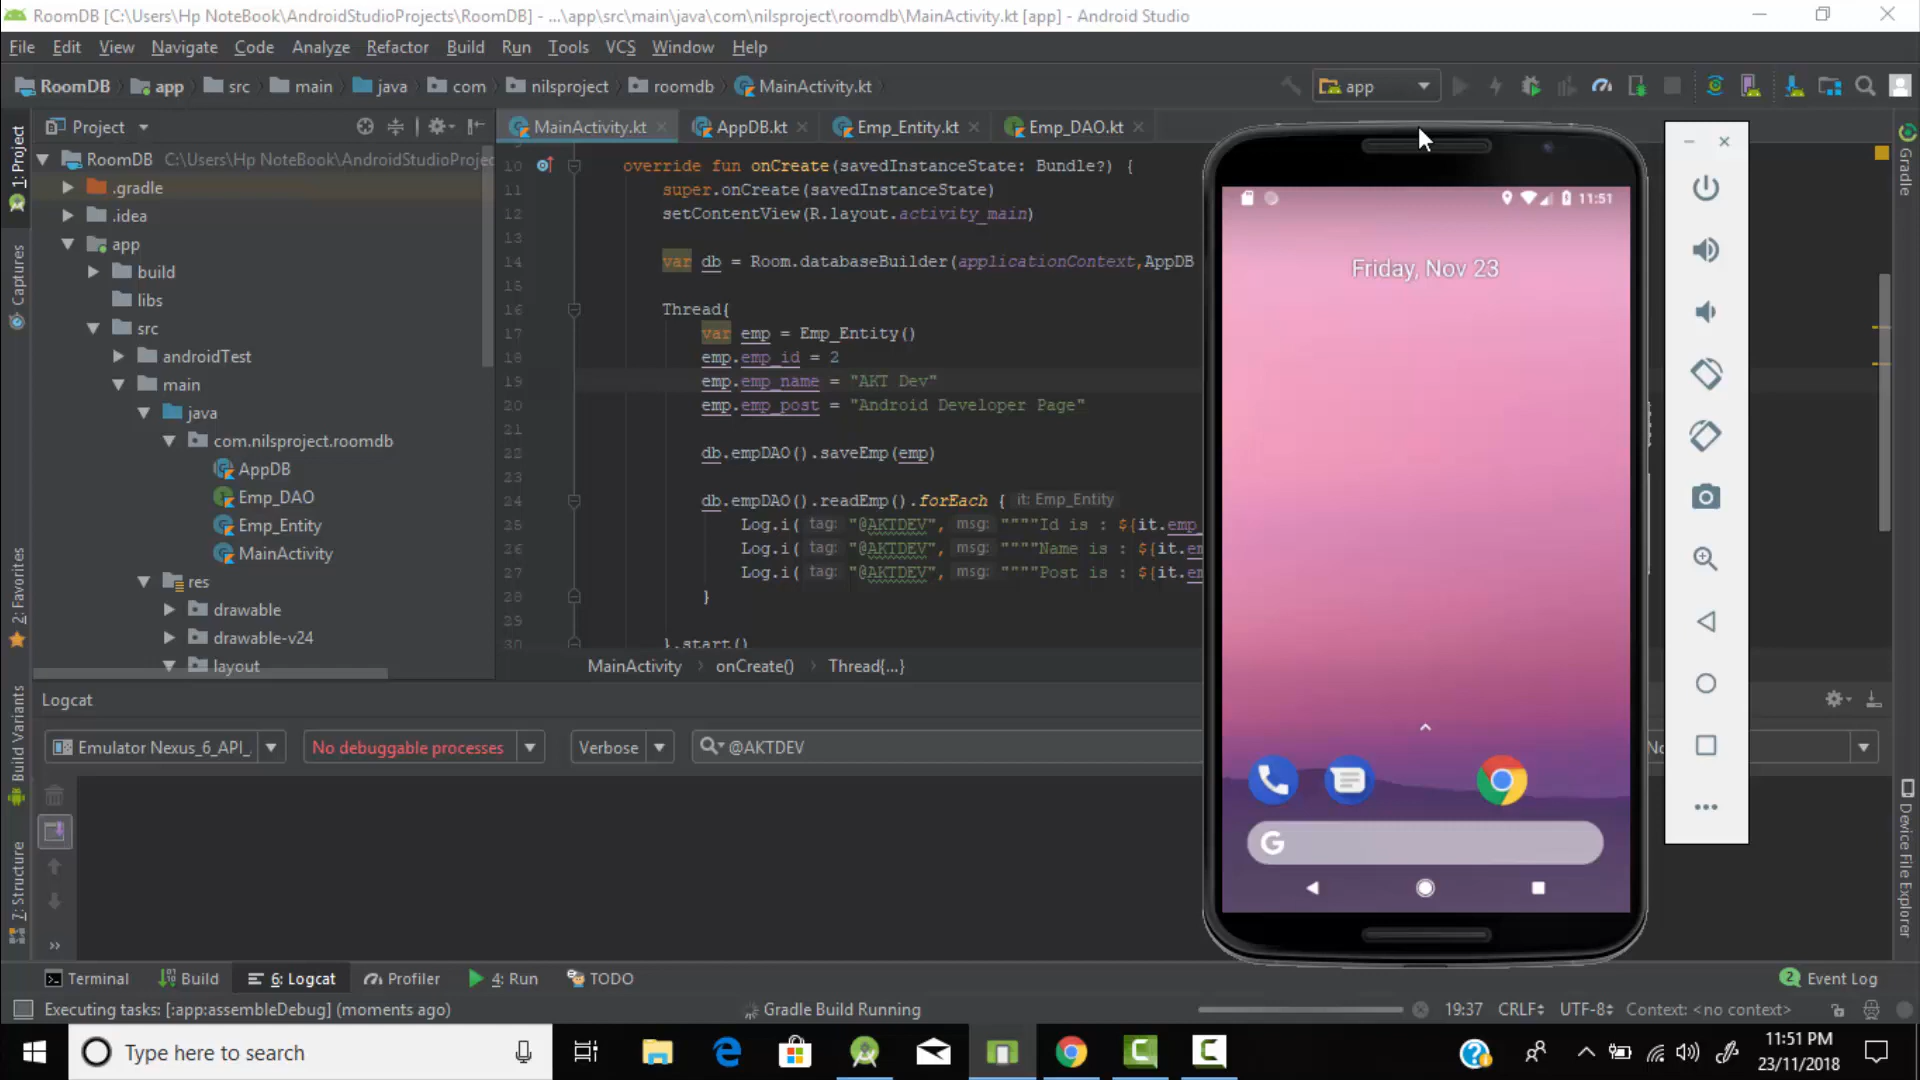 RoomDB [C:\Users\Hp NoteBook\AndroidStudioProjects\RoomDB] - ...\app\src\main\java\com\nilsproject\roomdb\MainActivity.kt [app] - Android Studio
File Edit View Navigate Code Analyze Refactor Build Run Tools VCS Window Help
RoomDB app src main java com nilsproject roomdb MainActivity.kt
app
Project
MainActivity.kt AppDB.kt Emp_Entity.kt Emp_DAO.kt
1: Project
Captures
2: Favorites
Build Variants
7: Structure
RoomDB C:\Users\Hp NoteBook\AndroidStudioProjec
.gradle
.idea
app
build
libs
src
androidTest
main
java
com.nilsproject.roomdb
AppDB
Emp_DAO
Emp_Entity
MainActivity
res
drawable
drawable-v24
layout
10 override fun onCreate(savedInstanceState: Bundle?) {
11 super.onCreate(savedInstanceState)
12 setContentView(R.layout.activity_main)
13
14 var db = Room.databaseBuilder(applicationContext,AppDB
15
16 Thread{
17 var emp = Emp_Entity()
18 emp.emp_id = 2
19 emp.emp_name = "AKT Dev"
20 emp.emp_post = "Android Developer Page"
21
22 db.empDAO().saveEmp(emp)
23
24 db.empDAO().readEmp().forEach { it: Emp_Entity
25 Log.i( tag: "@AKTDEV", msg: """"Id is : ${it.emp_
26 Log.i( tag: "@AKTDEV", msg: """"Name is : ${it.em
27 Log.i( tag: "@AKTDEV", msg: """"Post is : ${it.em
28 }
29
30 }.start()
MainActivity onCreate() Thread{...}
11:51
Friday, Nov 23
G
Gradle
Device File Explorer
Logcat
Emulator Nexus_6_API_ No debuggable processes Verbose @AKTDEV No
Terminal Build 6: Logcat Profiler 4: Run TODO 2 Event Log
Executing tasks: [:app:assembleDebug] (moments ago) Gradle Build Running 19:37 CRLF UTF-8 Context: <no context>
Type here to search
11:51 PM
23/11/2018